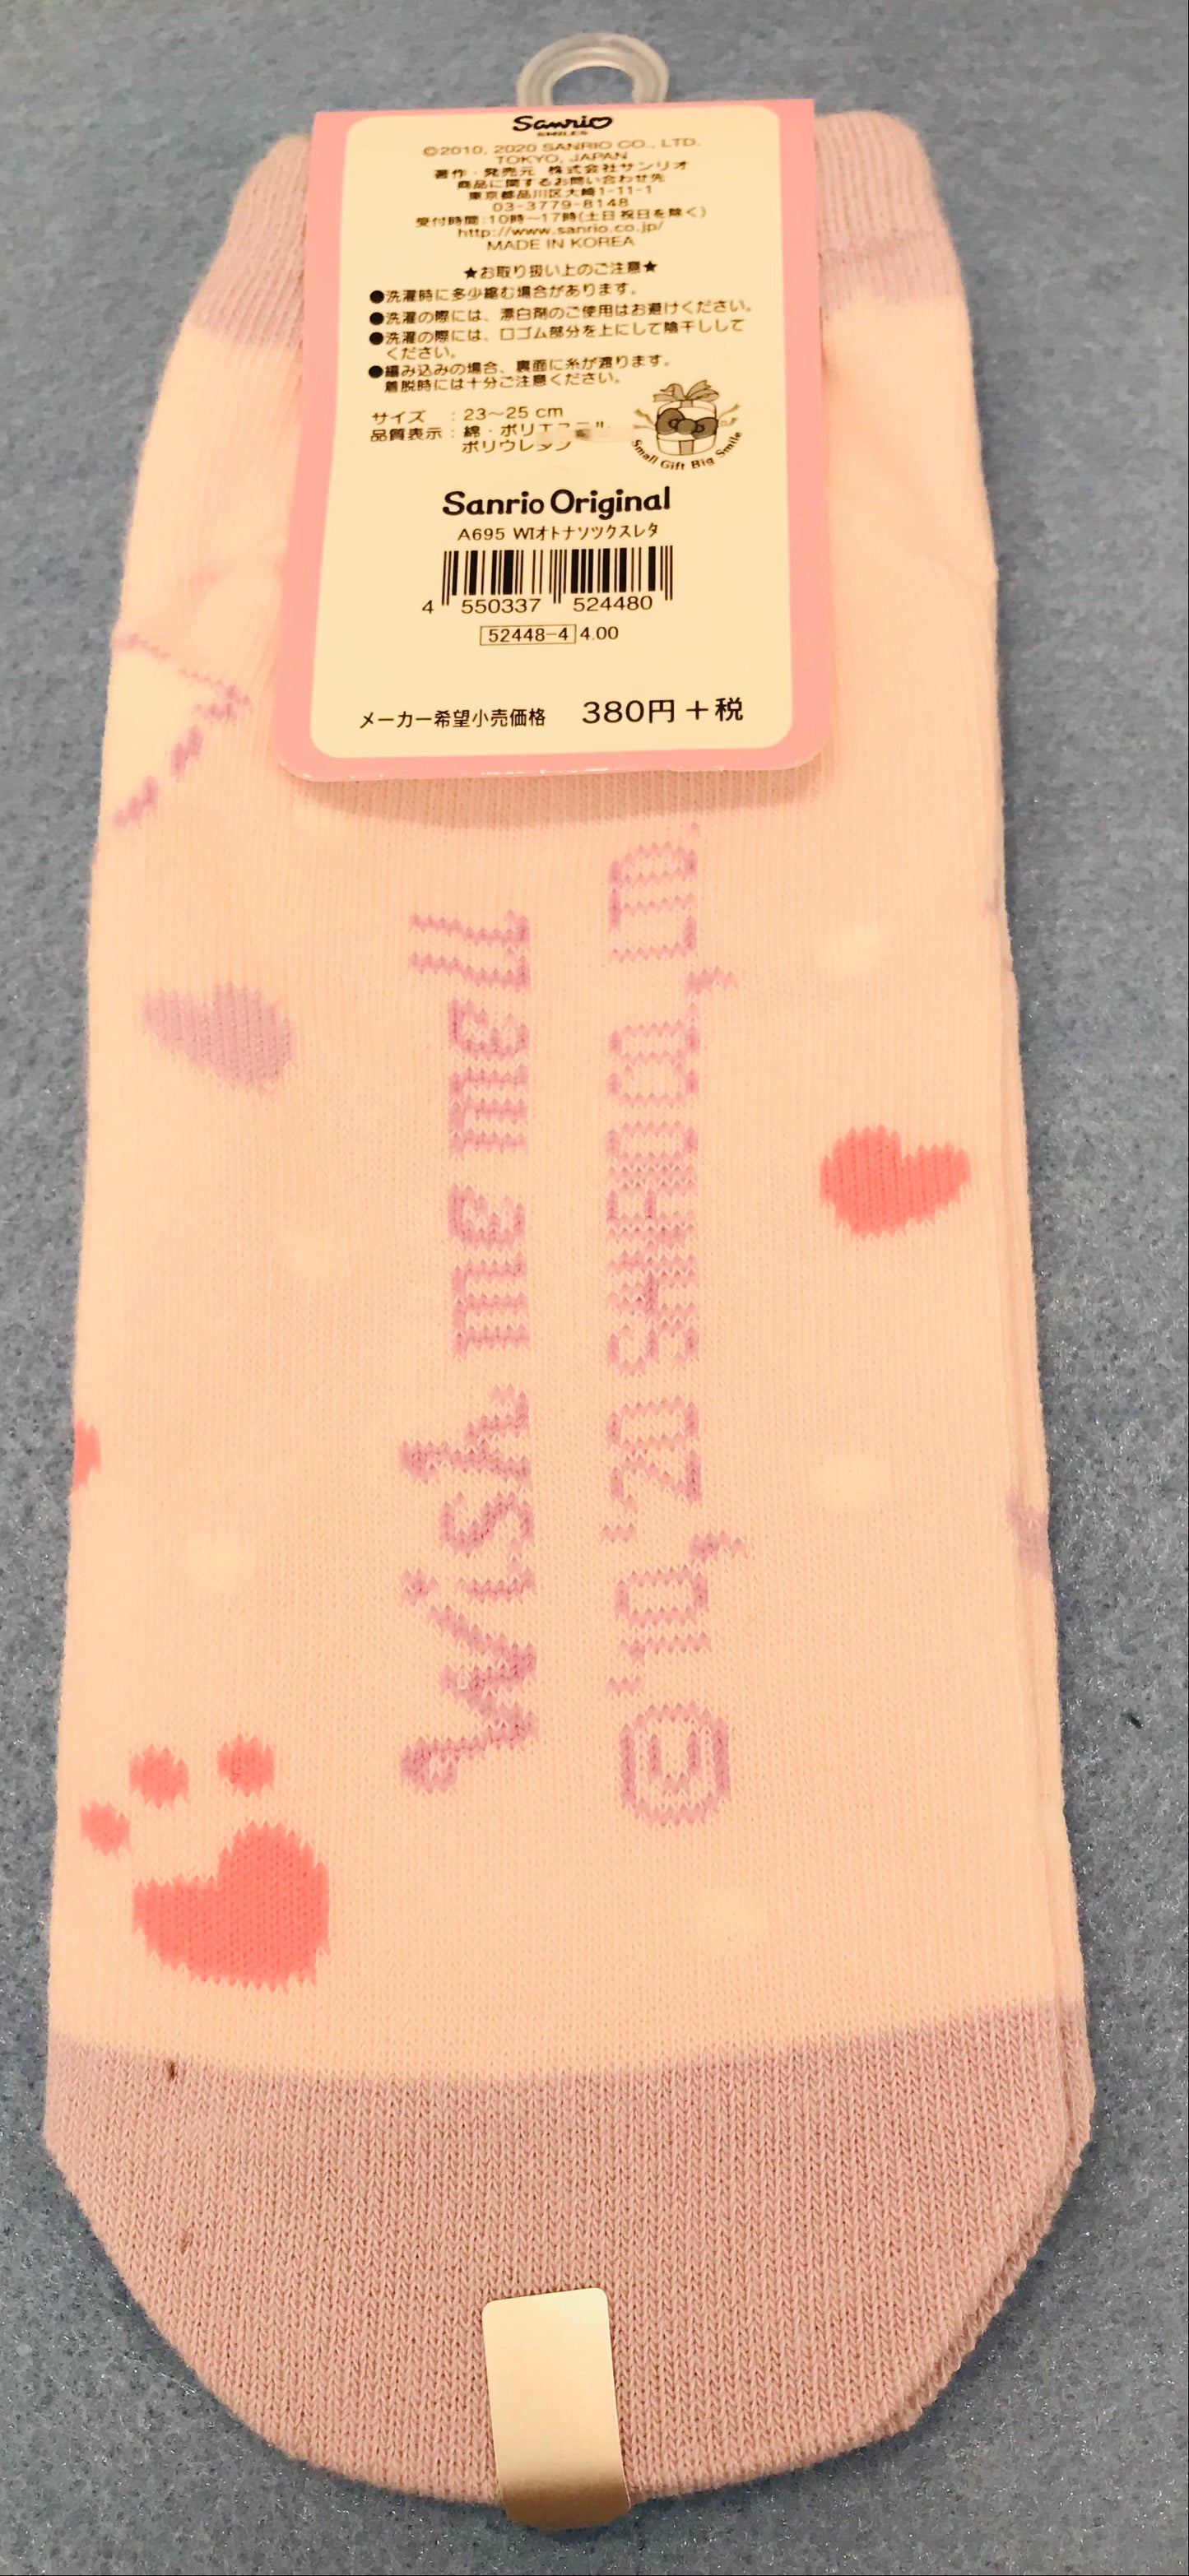 Sanrio
SMILES
©2010, 2020 SANRIO CO., LTD.
TOKYO, JAPAN
著作・発売元 株式会社サンリオ
商品に関するお問い合わせ先
東京都品川区大崎1-11-1
03-3779-8148
受付時間:10時~17時(土日祝日を除く)
http://www.sanrio.co.jp/
MADE IN KOREA
★お取り扱い上のご注意★
●洗濯時に多少縮む場合があります。
●洗濯の際には、漂白剤のご使用はお避けください。
●洗濯の際には、口ゴム部分を上にして陰干しして
ください。
●編み込みの場合、裏面に糸が渡ります。
着脱時には十分ご注意ください。
サイズ :23~25 cm
品質表示:綿・
ポリウレタン
Small Gift Big Smile
Sanrio Original
A695 WIオトナソツクスレタ
4 550337 524480
52448-4 4.00
メーカー希望小売価格 380円+税
Wish me mell
©'10,'20 SANRIO CO., LTD.